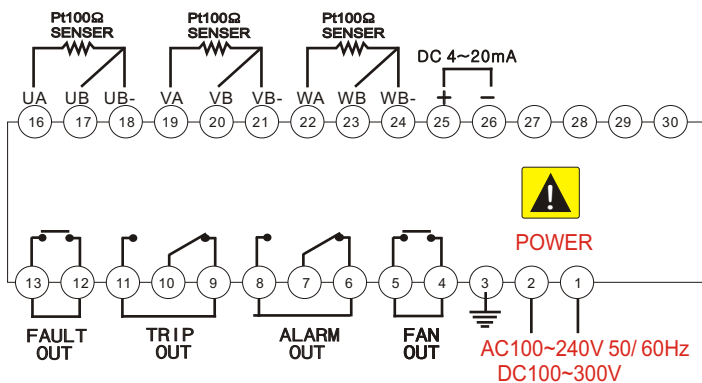 Pt100Ω Pt100Ω Pt100Ω
SENSER SENSER SENSER
DC 4~20mA
UA UB UB- VA VB VB- WA WB WB- + −
16 17 18 19 20 21 22 23 24 25 26 27 28 29 30
!
POWER
13 12 11 10 9 8 7 6 5 4 3 2 1
FAULT TRIP ALARM FAN
OUT OUT OUT OUT
AC100~240V 50/ 60Hz
DC100~300V